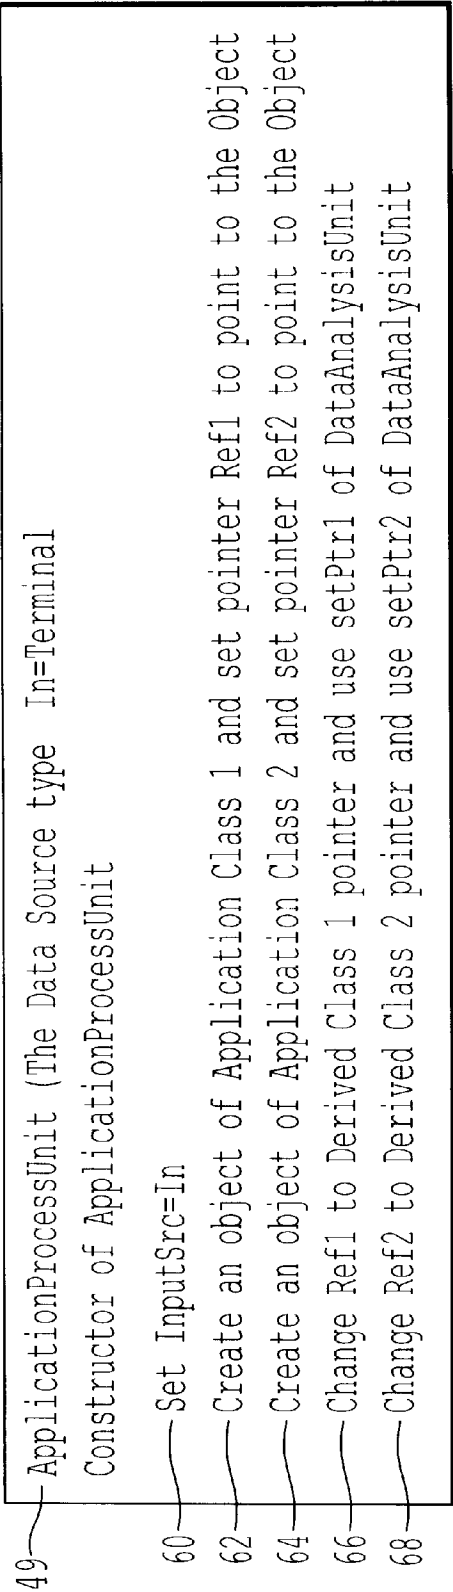 49 ApplicationProcessUnit (The Data Source type In=Terminal
Constructor of ApplicationProcessUnit
60 Set InputSrc=In
62 Create an object of Application Class 1 and set pointer Ref1 to point to the Object
64 Create an object of Application Class 2 and set pointer Ref2 to point to the Object
66 Change Ref1 to Derived Class 1 pointer and use setPtr1 of DataAnalysisUnit
68 Change Ref2 to Derived Class 2 pointer and use setPtr2 of DataAnalysisUnit